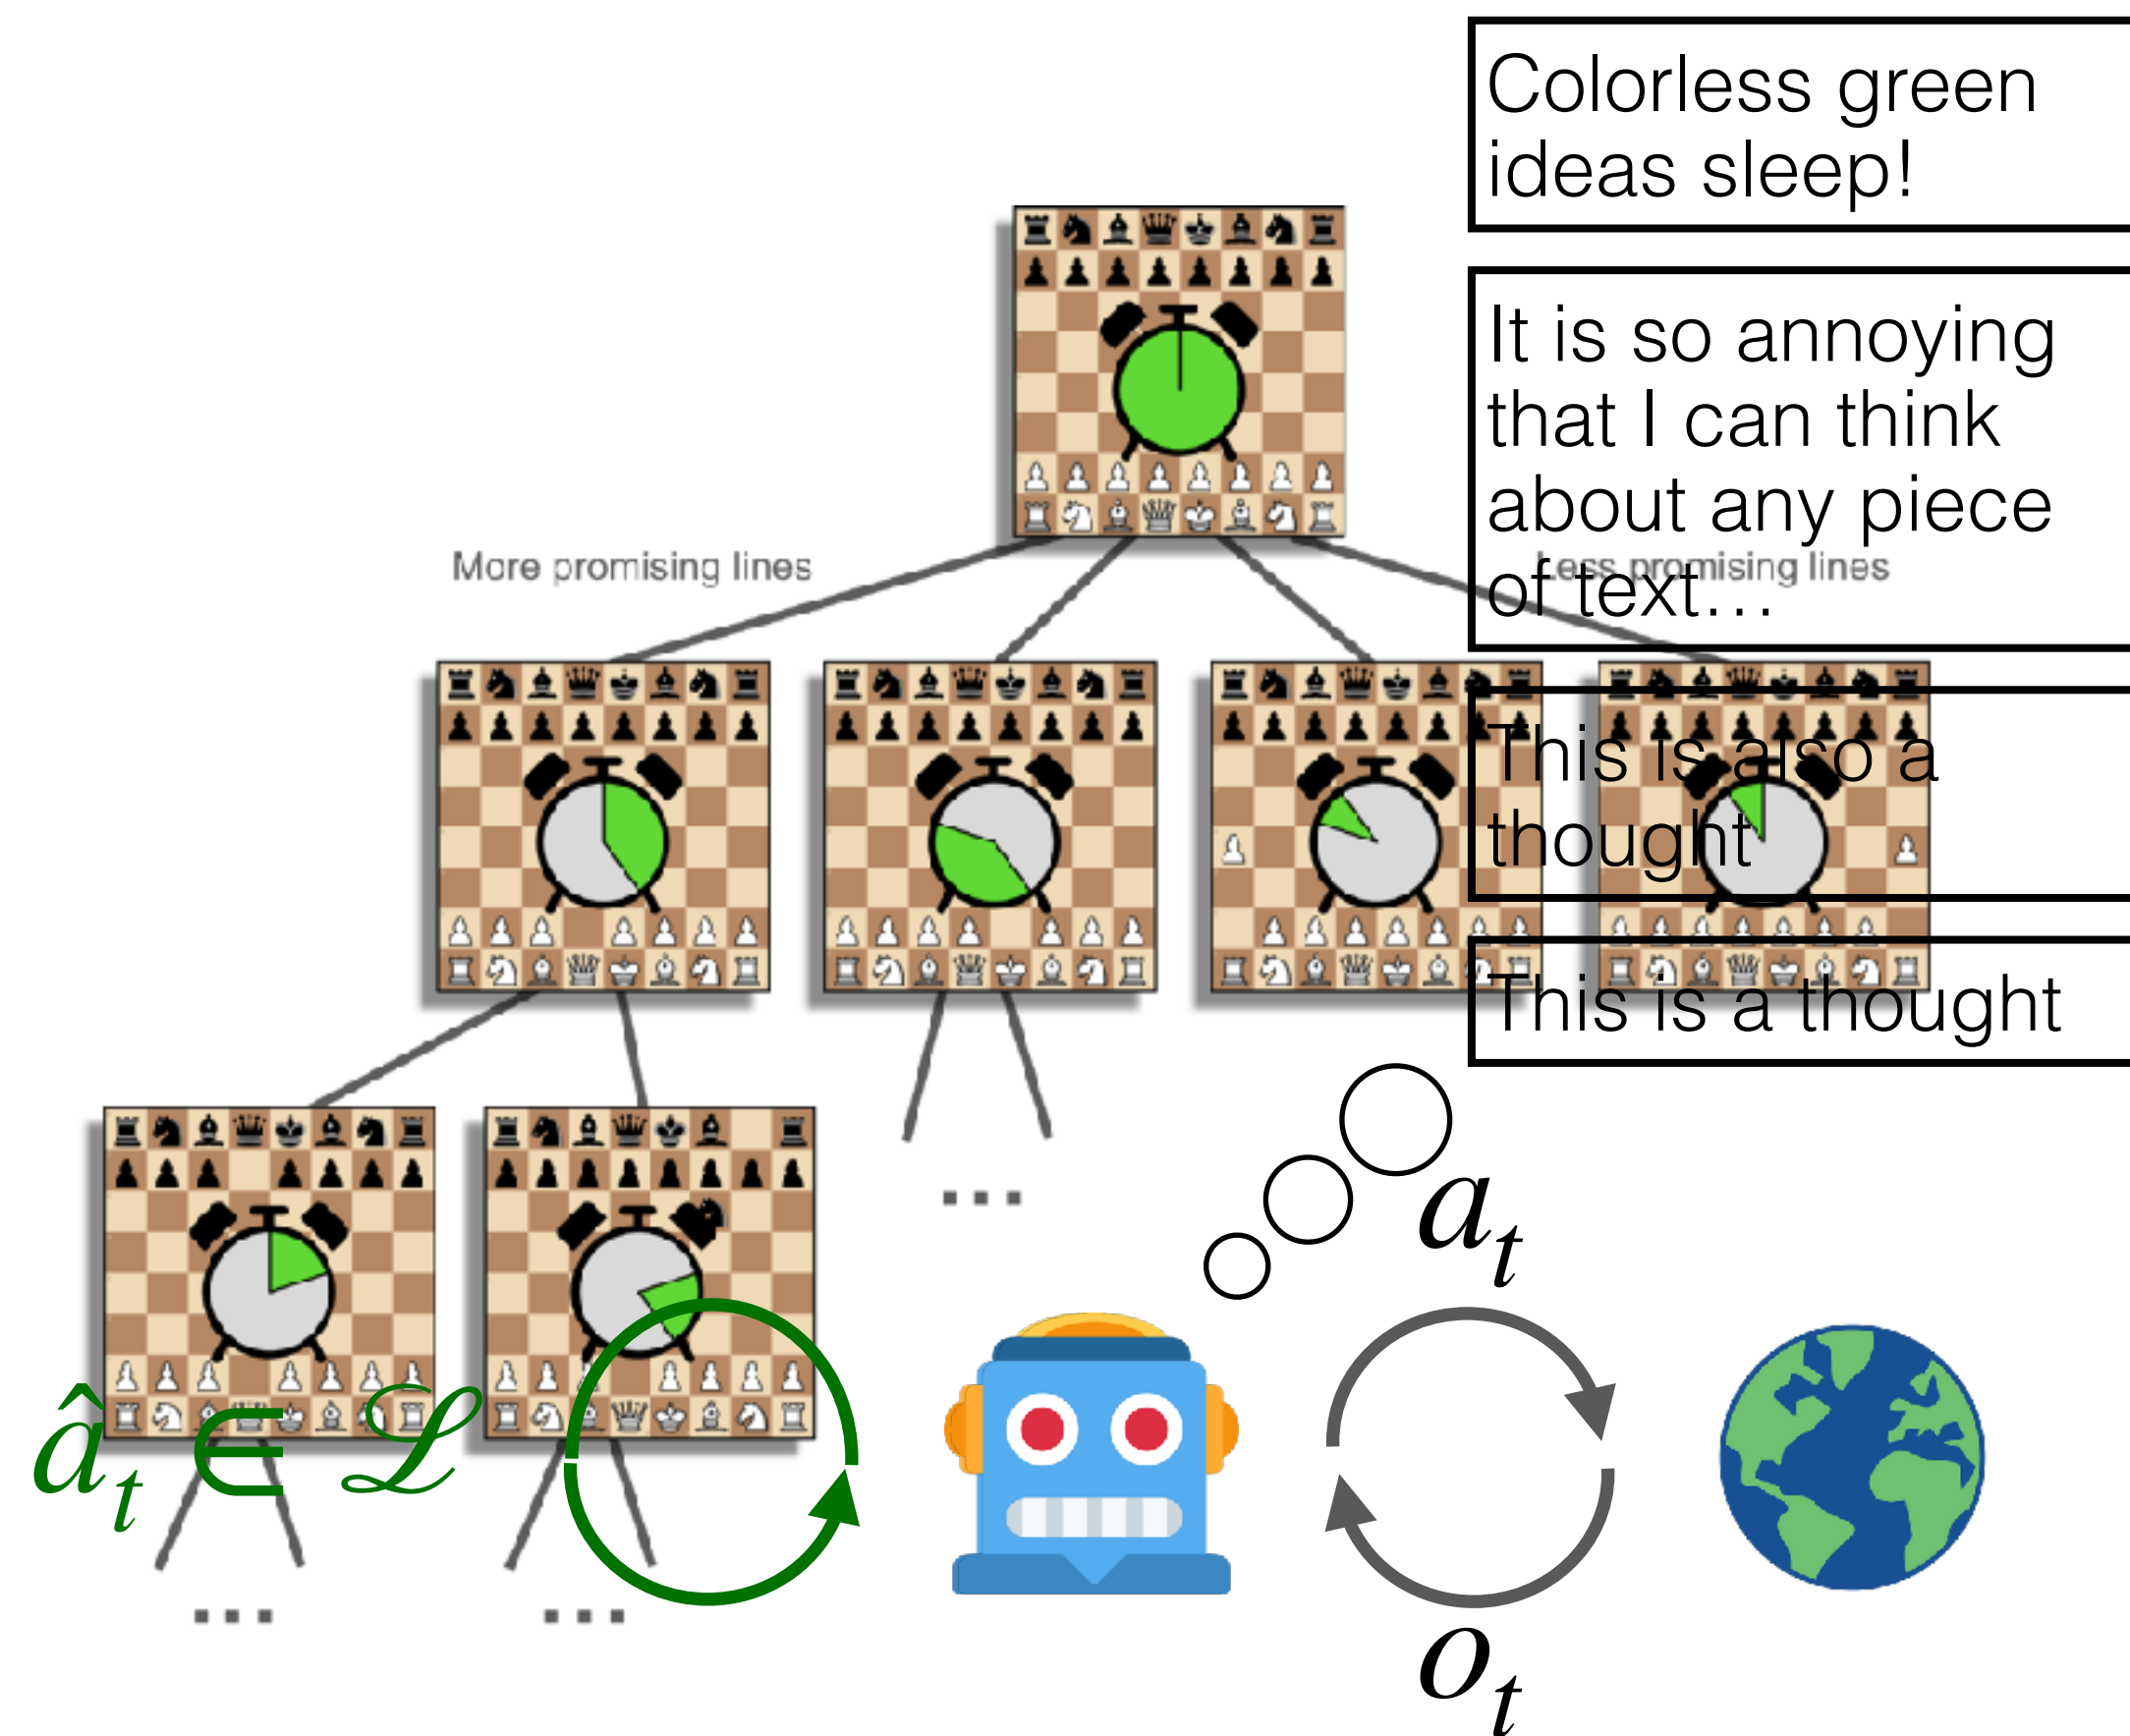 Colorless green
ideas sleep!
It is so annoying
that I can think
about any piece
of text...
More promising lines
Less promising lines
This is also a
thought
This is a thought
...
a_t
â_t ∈ ℒ
... ...
o_t